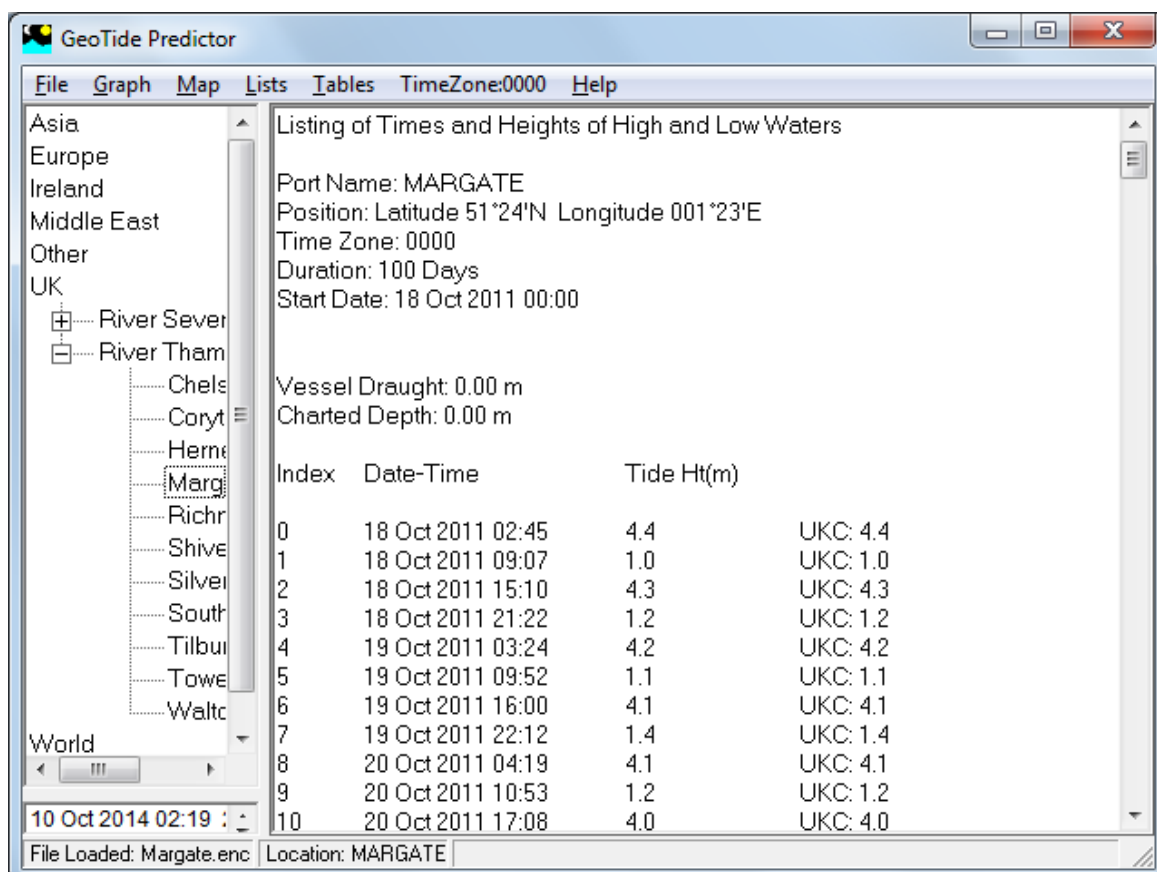 GeoTide Predictor
File Graph Map Lists Tables TimeZone:0000 Help
Asia
Europe
Ireland
Middle East
Other
UK
River Sever
River Tham
Chels
Coryt
Herne
Marg
Richr
Shive
Silver
South
Tilbur
Towe
Walto
World
10 Oct 2014 02:19
Listing of Times and Heights of High and Low Waters
Port Name: MARGATE
Position: Latitude 51°24'N Longitude 001°23'E
Time Zone: 0000
Duration: 100 Days
Start Date: 18 Oct 2011 00:00
Vessel Draught: 0.00 m
Charted Depth: 0.00 m
Index Date-Time Tide Ht(m)
0 18 Oct 2011 02:45 4.4 UKC: 4.4
1 18 Oct 2011 09:07 1.0 UKC: 1.0
2 18 Oct 2011 15:10 4.3 UKC: 4.3
3 18 Oct 2011 21:22 1.2 UKC: 1.2
4 19 Oct 2011 03:24 4.2 UKC: 4.2
5 19 Oct 2011 09:52 1.1 UKC: 1.1
6 19 Oct 2011 16:00 4.1 UKC: 4.1
7 19 Oct 2011 22:12 1.4 UKC: 1.4
8 20 Oct 2011 04:19 4.1 UKC: 4.1
9 20 Oct 2011 10:53 1.2 UKC: 1.2
10 20 Oct 2011 17:08 4.0 UKC: 4.0
File Loaded: Margate.enc Location: MARGATE